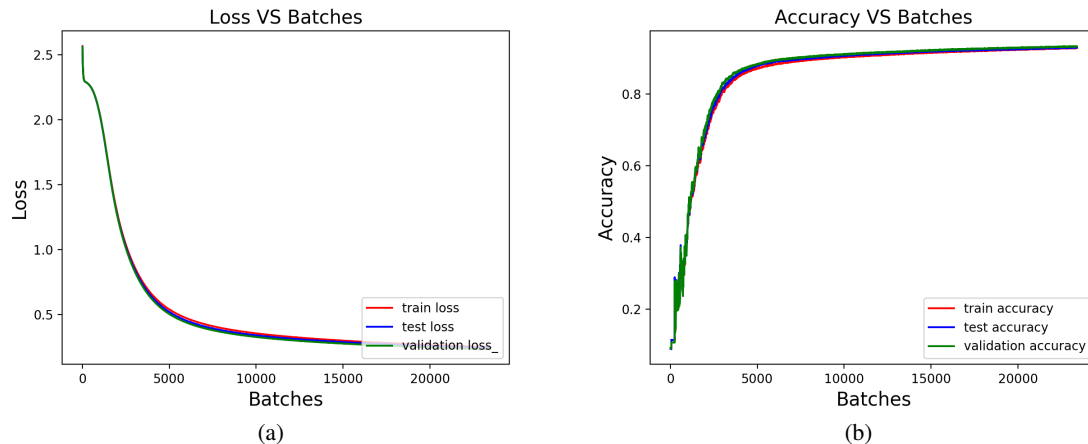 Loss VS Batches
2.5
2.0
1.5
1.0
0.5
Loss
train loss
test loss
validation loss_
0 5000 10000 15000 20000
Batches
(a)
Accuracy VS Batches
0.8
0.6
0.4
0.2
Accuracy
train accuracy
test accuracy
validation accuracy
0 5000 10000 15000 20000
Batches
(b)